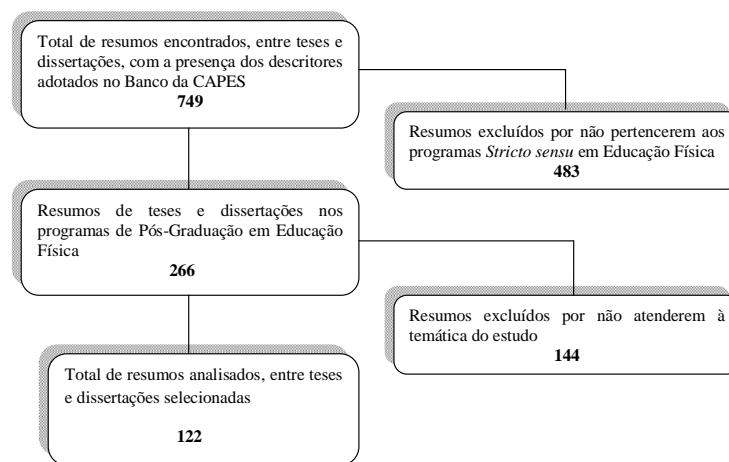 Total de resumos encontrados, entre teses e
dissertações, com a presença dos descritores
adotados no Banco da CAPES
749
Resumos excluídos por não pertencerem aos
programas Stricto sensu em Educação Física
483
Resumos de teses e dissertações nos
programas de Pós-Graduação em Educação
Física
266
Resumos excluídos por não atenderem à
temática do estudo
144
Total de resumos analisados, entre teses
e dissertações selecionadas
122